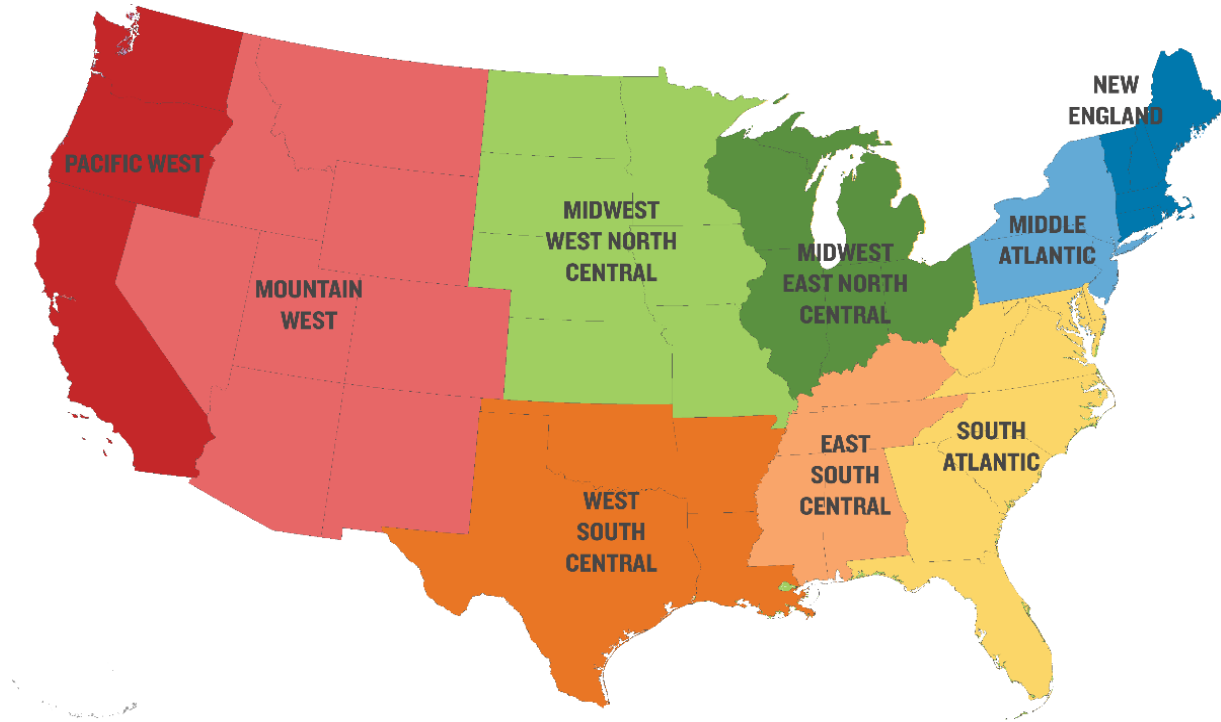 NEW
ENGLAND
PACIFIC WEST
MIDWEST
WEST NORTH
CENTRAL
MIDDLE
ATLANTIC
MIDWEST
EAST NORTH
CENTRAL
MOUNTAIN
WEST
EAST
SOUTH
CENTRAL
SOUTH
ATLANTIC
WEST
SOUTH
CENTRAL